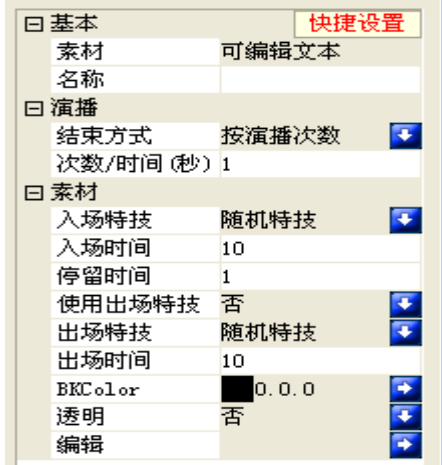 基本 快捷设置
素材 可编辑文本
名称
演播
结束方式 按演播次数
次数/时间(秒) 1
素材
入场特技 随机特技
入场时间 10
停留时间 1
使用出场特技 否
出场特技 随机特技
出场时间 10
BKColor 0.0.0
透明 否
编辑